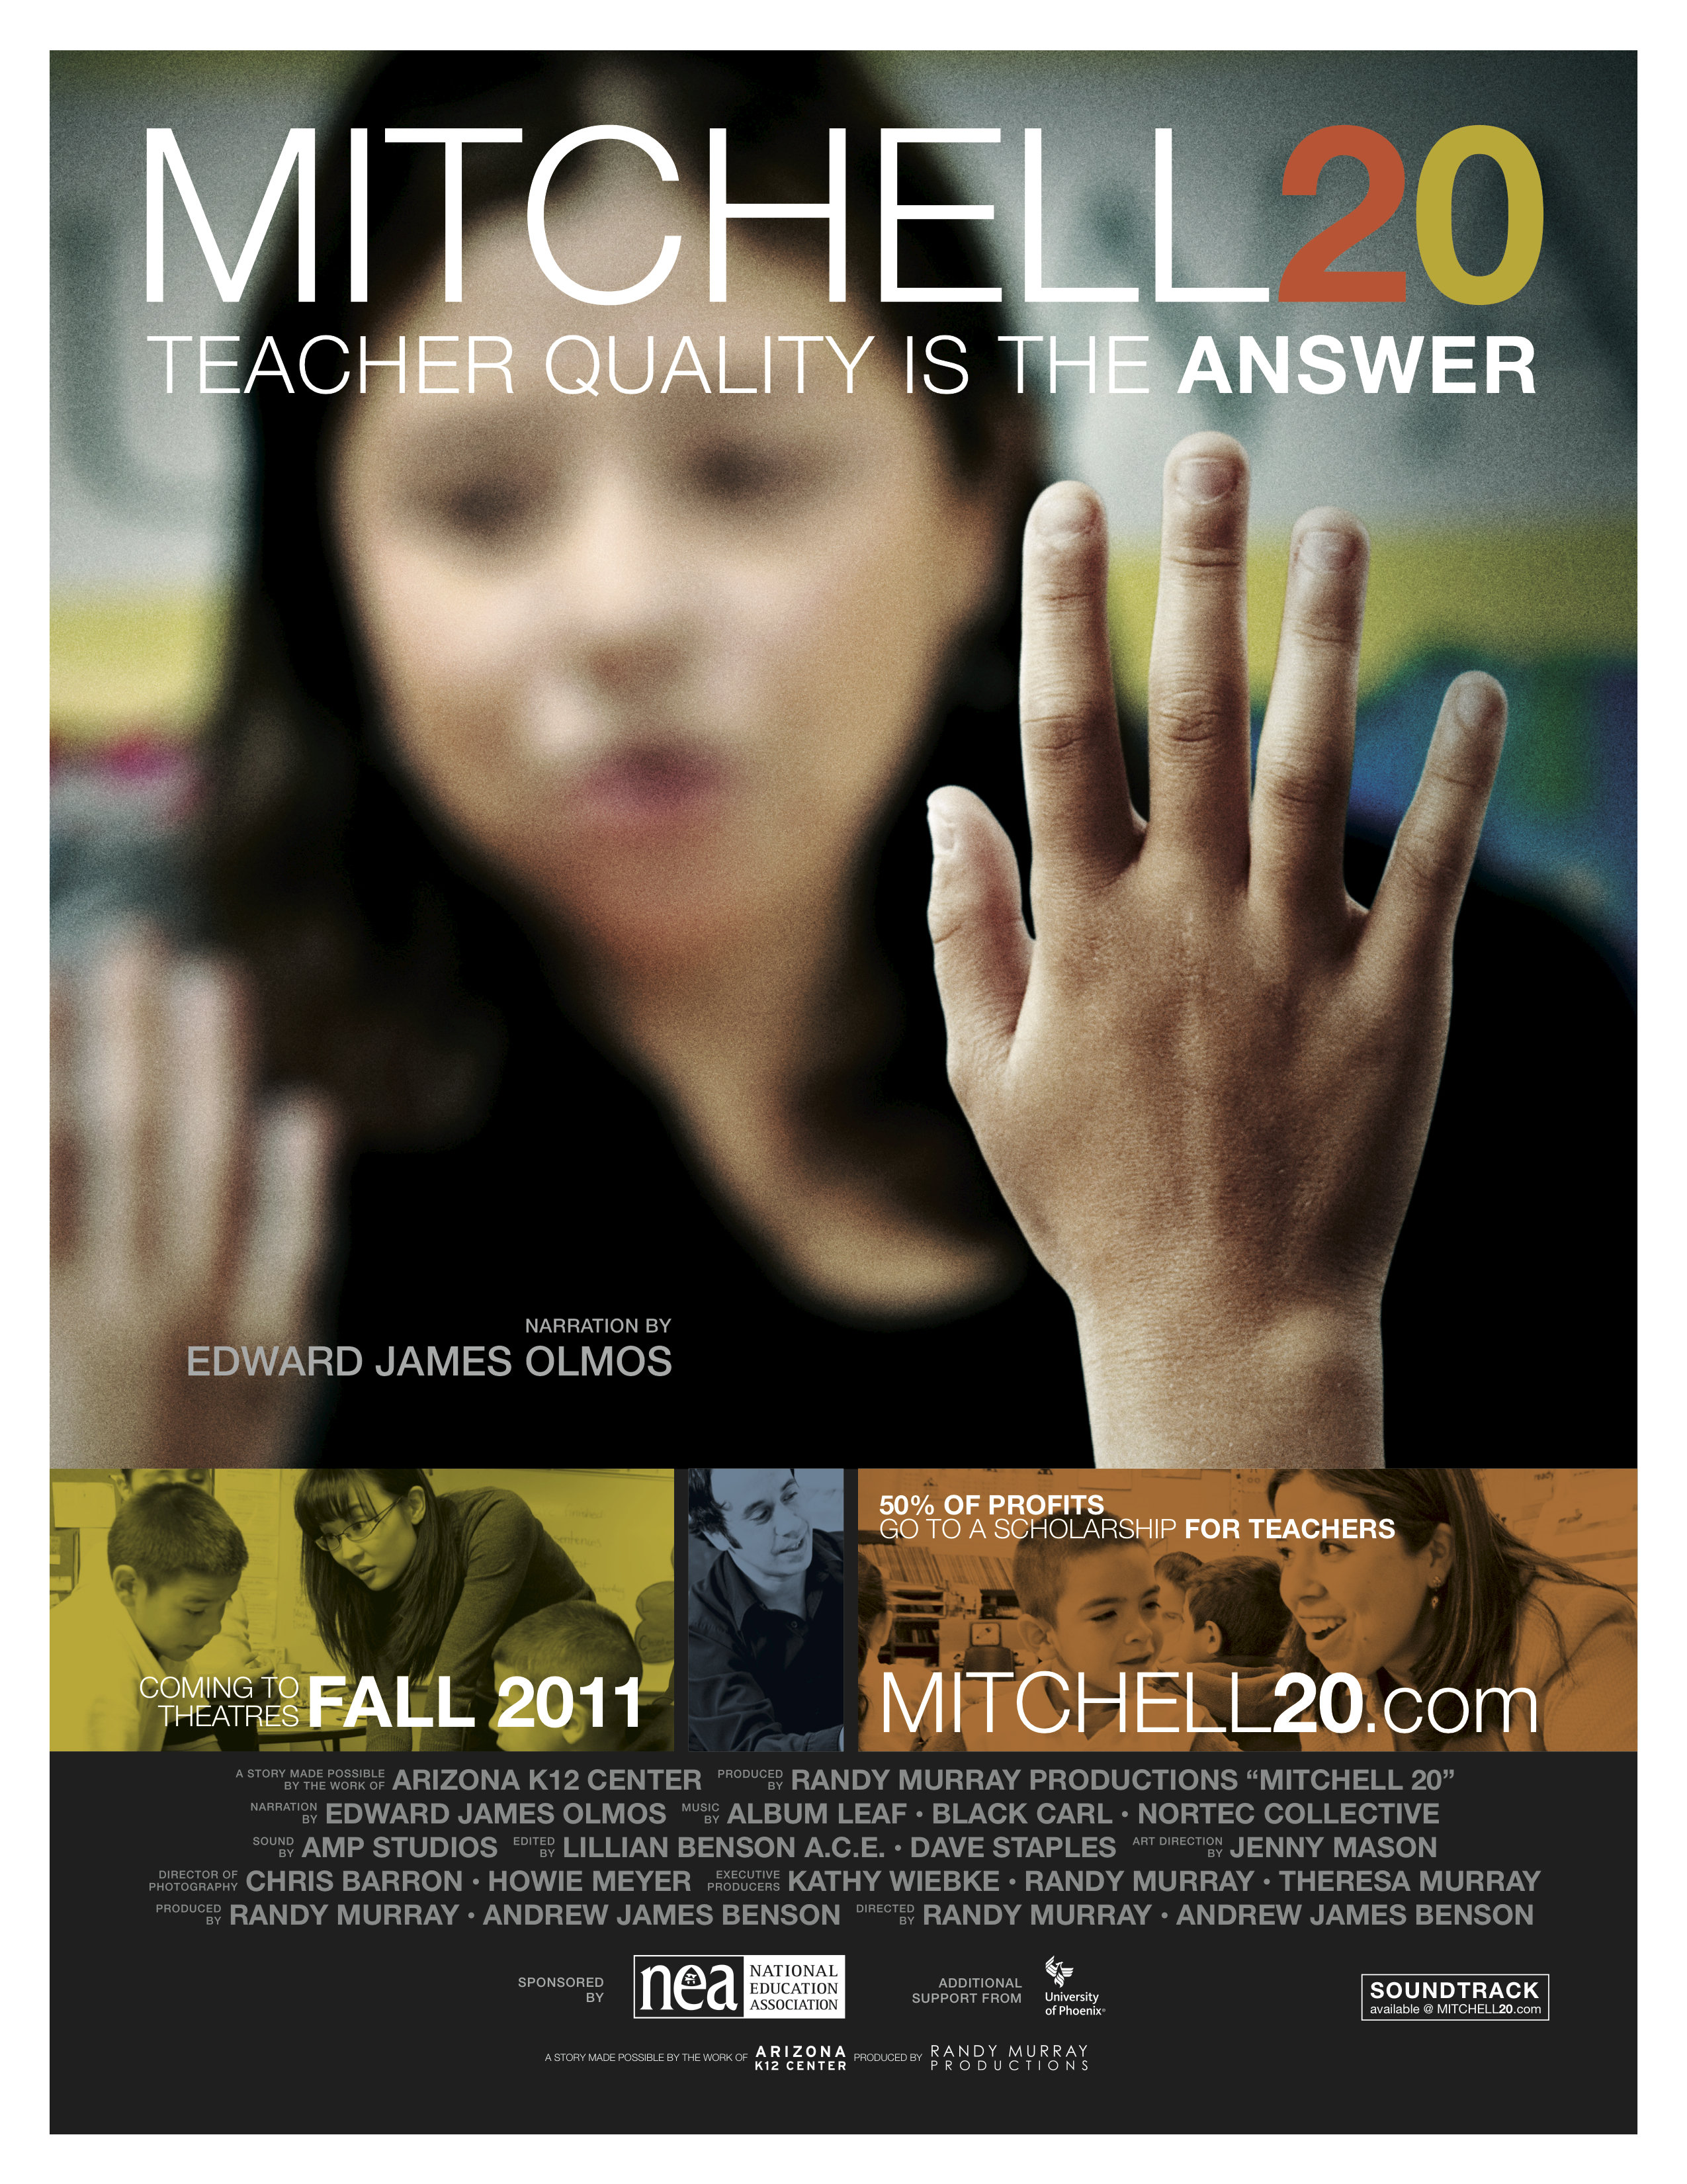 MITCHELL20
TEACHER QUALITY IS THE ANSWER
NARRATION BY
EDWARD JAMES OLMOS
COMING TO
THEATRES FALL 2011
50% OF PROFITS
GO TO A SCHOLARSHIP FOR TEACHERS
MITCHELL20.com
A STORY MADE POSSIBLE BY THE WORK OF ARIZONA K12 CENTER PRODUCED BY RANDY MURRAY PRODUCTIONS “MITCHELL 20”
NARRATION BY EDWARD JAMES OLMOS MUSIC BY ALBUM LEAF • BLACK CARL • NORTEC COLLECTIVE
SOUND BY AMP STUDIOS EDITED BY LILLIAN BENSON A.C.E. • DAVE STAPLES ART DIRECTION BY JENNY MASON
DIRECTOR OF PHOTOGRAPHY CHRIS BARRON • HOWIE MEYER EXECUTIVE PRODUCERS KATHY WIEBKE • RANDY MURRAY • THERESA MURRAY
PRODUCED BY RANDY MURRAY • ANDREW JAMES BENSON DIRECTED BY RANDY MURRAY • ANDREW JAMES BENSON
SPONSORED
BY
nea
NATIONAL
EDUCATION
ASSOCIATION
ADDITIONAL
SUPPORT FROM
University
of Phoenix®
SOUNDTRACK
available @ MITCHELL20.com
A STORY MADE POSSIBLE BY THE WORK OF ARIZONA K12 CENTER PRODUCED BY RANDY MURRAY PRODUCTIONS